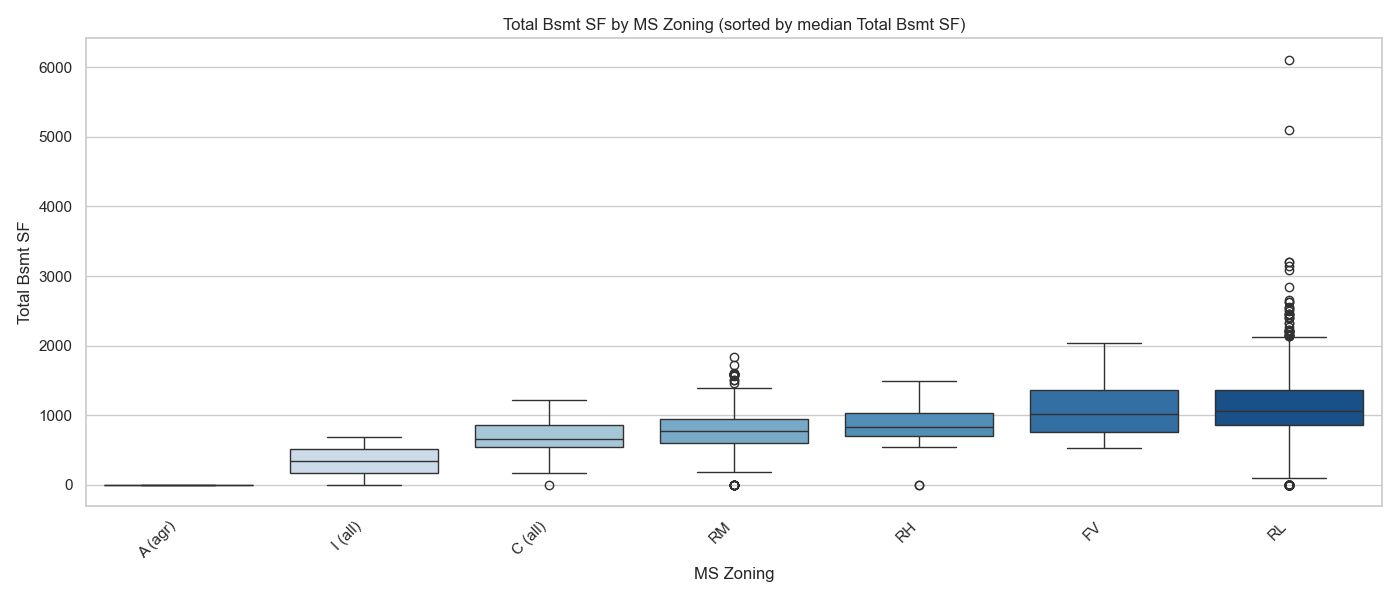 Total Bsmt SF by MS Zoning (sorted by median Total Bsmt SF)
6000
5000
4000
3000
2000
1000
0
Total Bsmt SF
A (agr)
I (all)
C (all)
RM
RH
FV
RL
MS Zoning